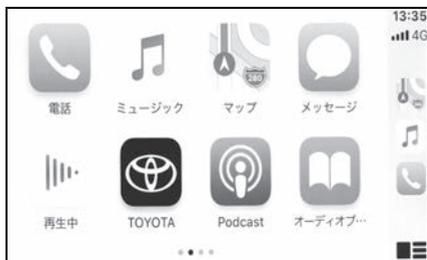 13:35
4G
280
電話
ミュージック
マップ
メッセージ
再生中
TOYOTA
Podcast
オーディオブ…